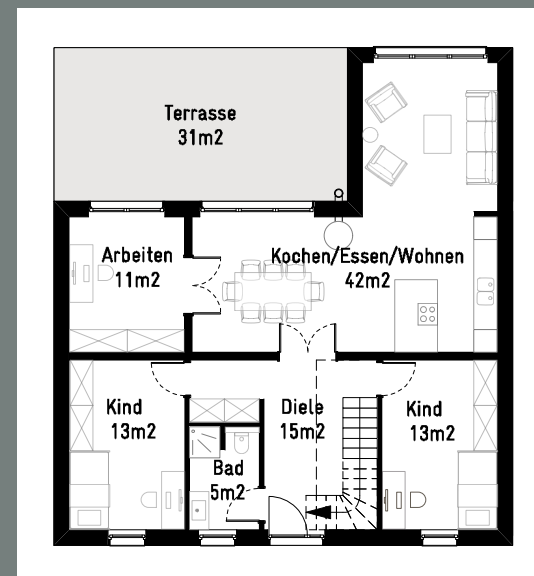 Terrasse
31m2
Arbeiten
11m2
Kochen/Essen/Wohnen
42m2
Kind
13m2
Diele
15m2
Kind
13m2
Bad
5m2